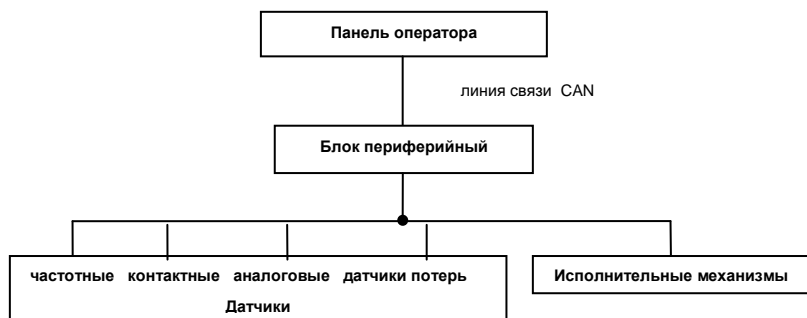 Панель оператора
линия связи CAN
Блок периферийный
частотные контактные аналоговые датчики потерь
Датчики
Исполнительные механизмы